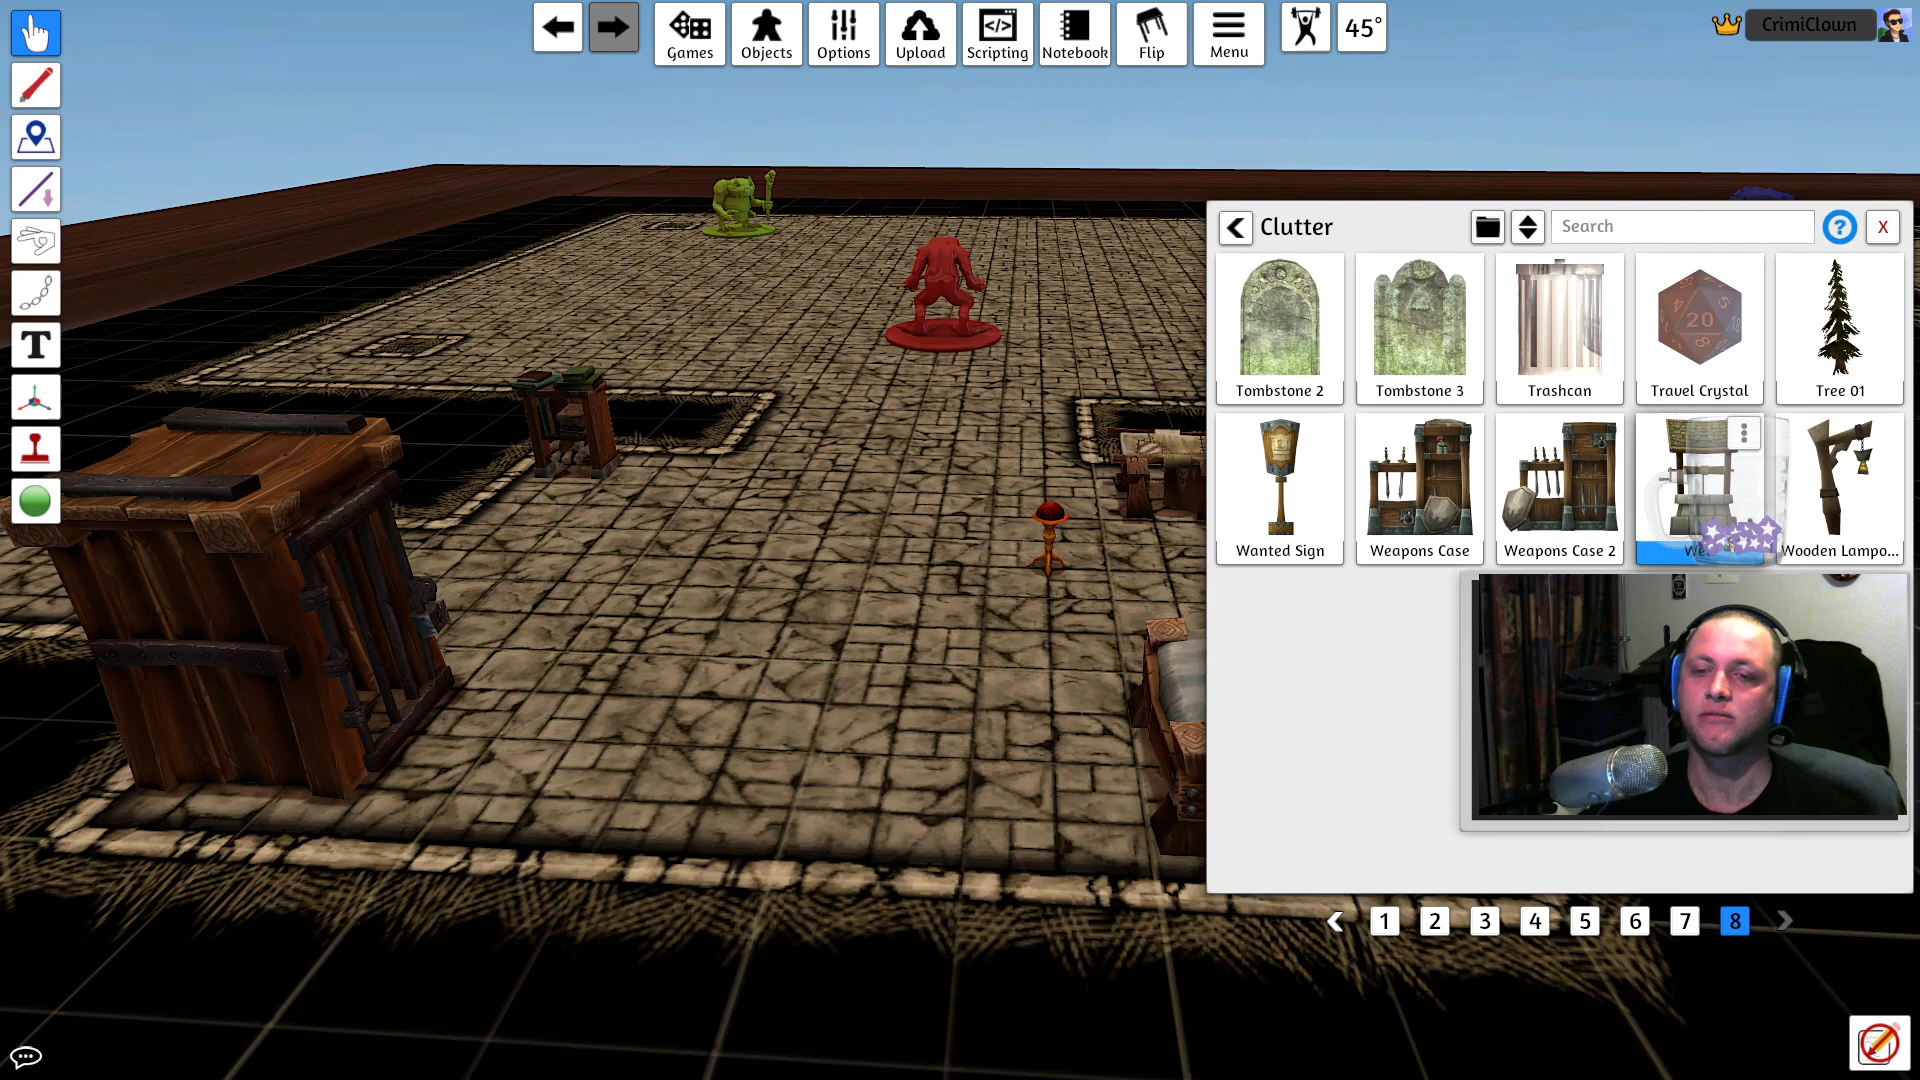 Games Objects Options Upload Scripting Notebook Flip Menu 45°
CrimiClown
T
Clutter Search ? X
20
Tombstone 2 Tombstone 3 Trashcan Travel Crystal Tree 01
Wanted Sign Weapons Case Weapons Case 2 Wooden Lampo...
1 2 3 4 5 6 7 8